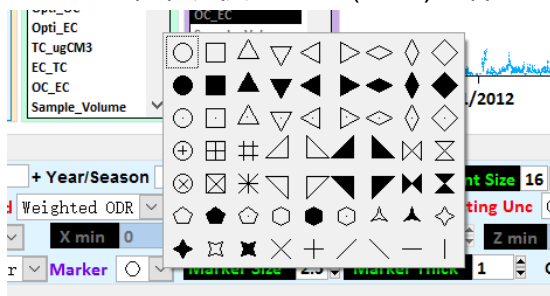 Opti_EC
TC_ugCM3
EC_TC
OC_EC
Sample_Volume
OC_EC
/2012
+ Year/Season
nt Size 16
Weighted ODR
ting Unc
X min 0
Z min
Marker
Marker Size 2.5
Marker Thick 1